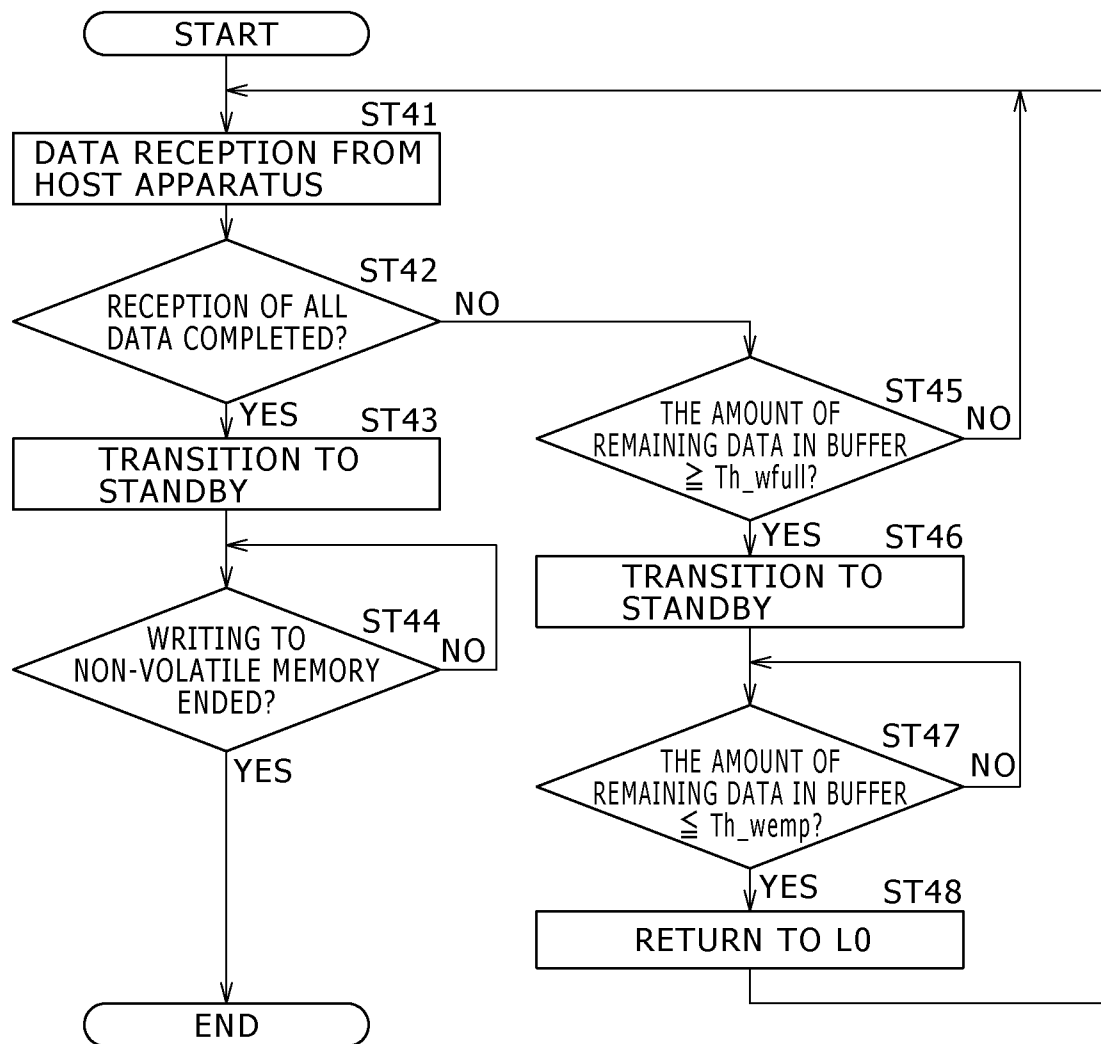 START
ST41
DATA RECEPTION FROM
HOST APPARATUS
ST42
RECEPTION OF ALL
DATA COMPLETED?
NO
YES
ST43
TRANSITION TO
STANDBY
ST44
WRITING TO
NON-VOLATILE MEMORY
ENDED?
NO
YES
END
ST45
THE AMOUNT OF
REMAINING DATA IN BUFFER
≧ Th_wfull?
NO
YES
ST46
TRANSITION TO
STANDBY
ST47
THE AMOUNT OF
REMAINING DATA IN BUFFER
≦ Th_wemp?
NO
YES
ST48
RETURN TO L0